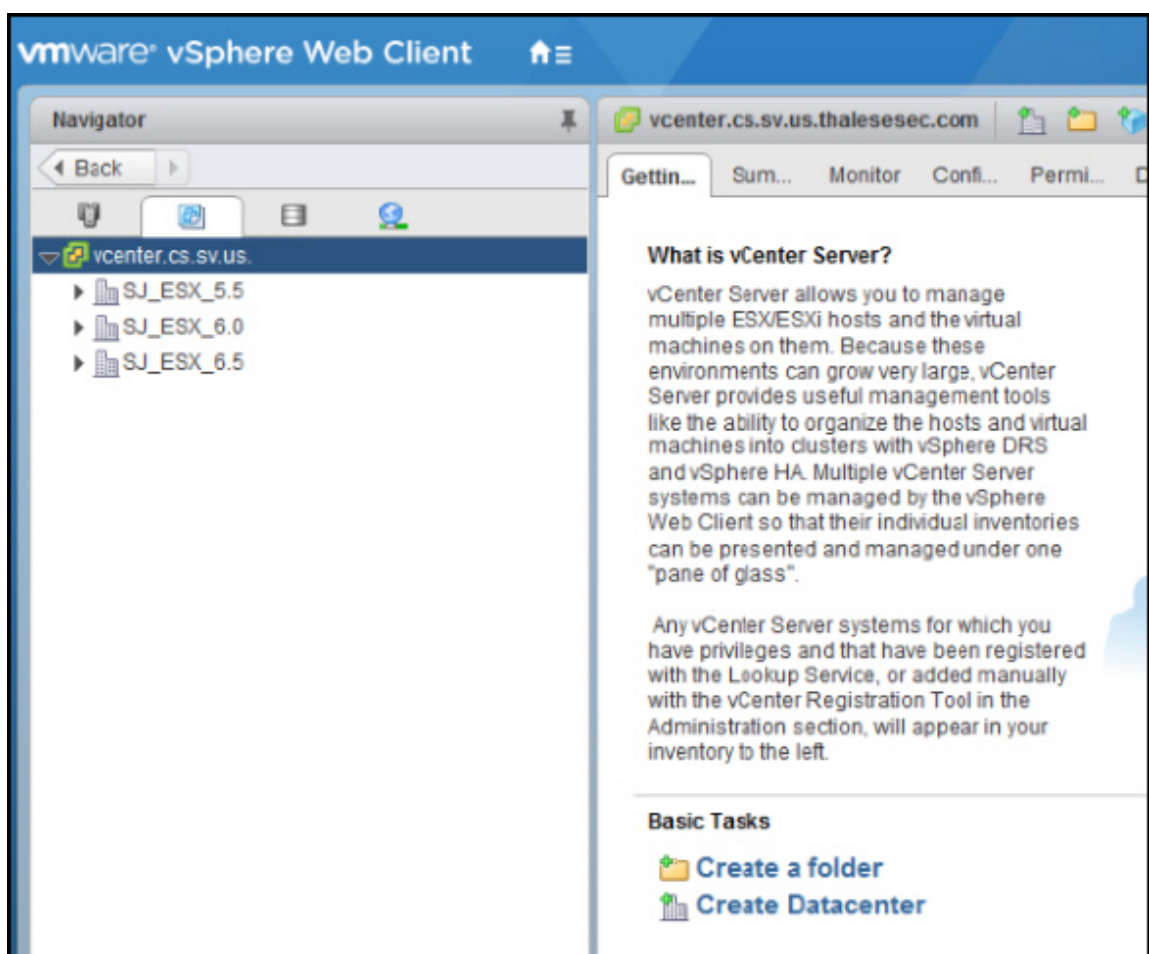 vmware® vSphere Web Client
Navigator
Back
vcenter.cs.sv.us.
SJ_ESX_5.5
SJ_ESX_6.0
SJ_ESX_6.5
vcenter.cs.sv.us.thalesesec.com
Gettin... Sum... Monitor Confi... Permi... D
What is vCenter Server?
vCenter Server allows you to manage
multiple ESX/ESXi hosts and the virtual
machines on them. Because these
environments can grow very large, vCenter
Server provides useful management tools
like the ability to organize the hosts and virtual
machines into clusters with vSphere DRS
and vSphere HA. Multiple vCenter Server
systems can be managed by the vSphere
Web Client so that their individual inventories
can be presented and managed under one
"pane of glass".
Any vCenter Server systems for which you
have privileges and that have been registered
with the Lookup Service, or added manually
with the vCenter Registration Tool in the
Administration section, will appear in your
inventory to the left.
Basic Tasks
Create a folder
Create Datacenter